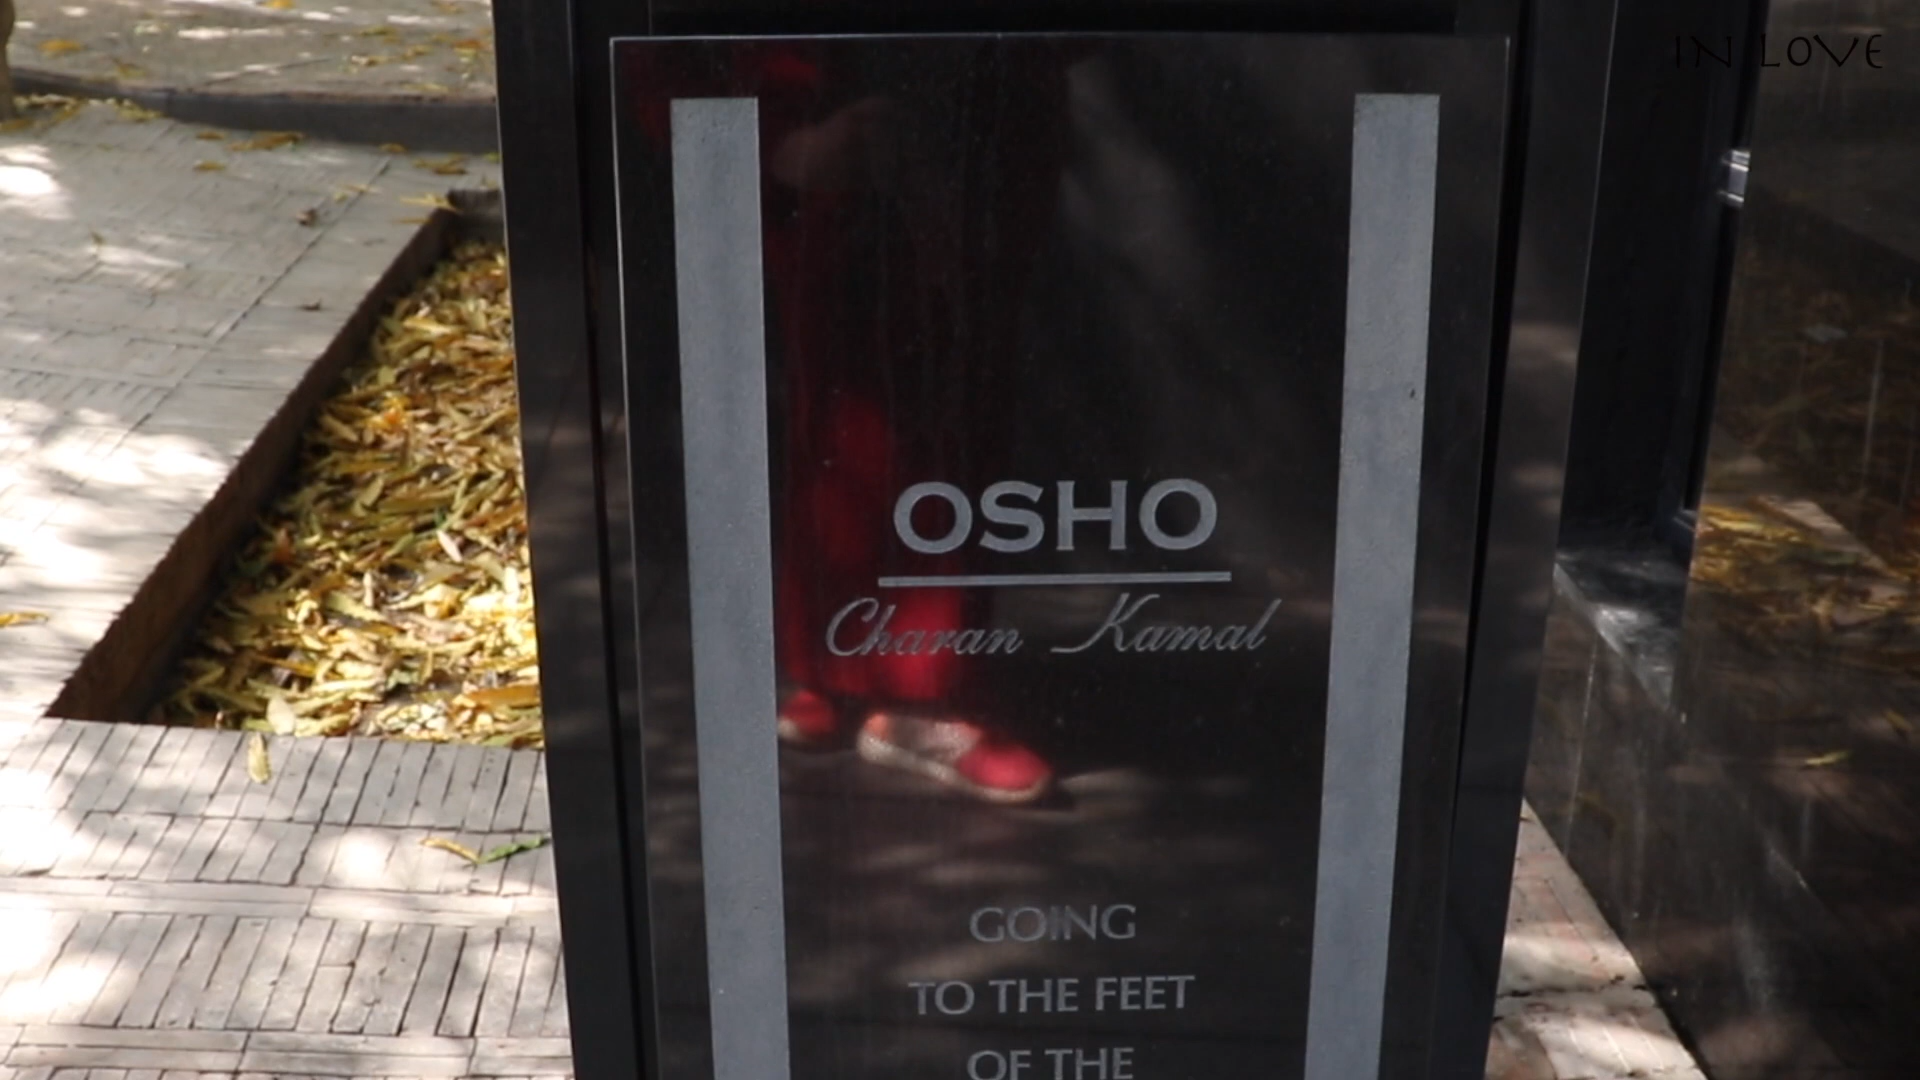 IN LOVE
OSHO
Charan Kamal
GOING
TO THE FEET
OF THE